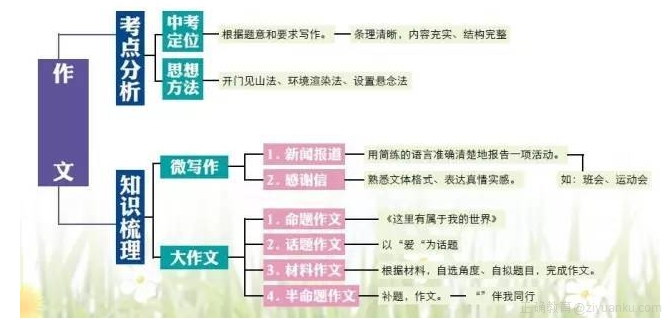 作文
考点分析
中考定位
根据题意和要求写作。
条理清晰，内容充实、结构完整
思想方法
开门见山法、环境渲染法、设置悬念法
知识梳理
微写作
1. 新闻报道
用简练的语言准确清楚地报告一项活动。
如：班会、运动会
2. 感谢信
熟悉文体格式、表达真情实感。
大作文
1. 命题作文
《这里有属于我的世界》
2. 话题作文
以“爱“为话题
3. 材料作文
根据材料，自选角度、自拟题目，完成作文。
4. 半命题作文
补题，作文。
“”伴我同行
@ziyuanku.com